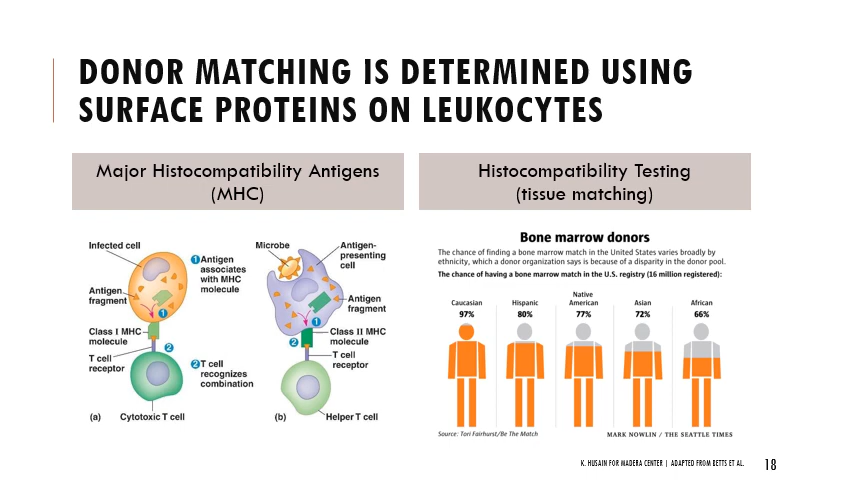 DONOR MATCHING IS DETERMINED USING
SURFACE PROTEINS ON LEUKOCYTES
Major Histocompatibility Antigens
(MHC)
Infected cell
Antigen
fragment
Class I MHC
molecule
T cell
receptor
(a)
Cytotoxic T cell
1
2
1 Antigen
associates
with MHC
molecule
2 T cell
recognizes
combination
Microbe
Antigen-
presenting
cell
Antigen
fragment
1
Class II MHC
molecule
2
T cell
receptor
(b)
Helper T cell
Histocompatibility Testing
(tissue matching)
Bone marrow donors
The chance of finding a bone marrow match in the United States varies broadly by
ethnicity, which a donor organization says is because of a disparity in the donor pool.
The chance of having a bone marrow match in the U.S. registry (16 million registered):
Caucasian
97%
Hispanic
80%
Native
American
77%
Asian
72%
African
66%
Source: Tori Fairhurst/Be The Match
MARK NOWLIN / THE SEATTLE TIMES
K. HUSAIN FOR MADERA CENTER | ADAPTED FROM BETTS ET AL.
18